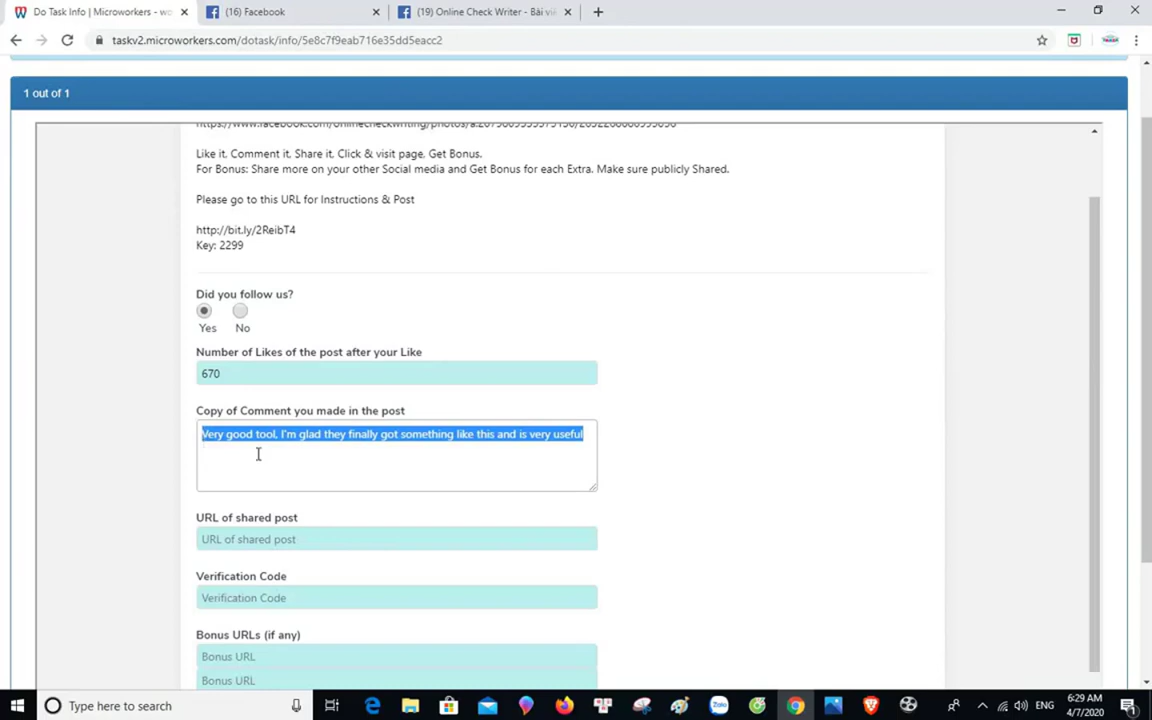 Do Task Info | Microworkers - wo
(16) Facebook
(19) Online Check Writer - Bài vi
taskv2.microworkers.com/dotask/info/5e8c7f9eab716e35dd5eacc2
1 out of 1
Like it, Comment it, Share it, Click & visit page, Get Bonus.
For Bonus: Share more on your other Social media and Get Bonus for each Extra. Make sure publicly Shared.
Please go to this URL for Instructions & Post
http://bit.ly/2ReibT4
Key: 2299
Did you follow us?
Yes No
Number of Likes of the post after your Like
670
Copy of Comment you made in the post
Very good tool, I'm glad they finally got something like this and is very useful
URL of shared post
URL of shared post
Verification Code
Verification Code
Bonus URLs (if any)
Bonus URL
Bonus URL
Type here to search
Zalo
ENG
6:29 AM
4/7/2020